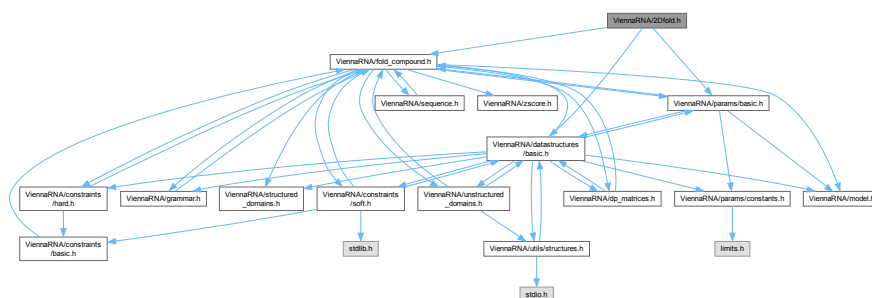 ViennaRNA/2Dfold.h
ViennaRNA/fold_compound.h
ViennaRNA/sequence.h
ViennaRNA/zscore.h
ViennaRNA/params/basic.h
ViennaRNA/datastructures
/basic.h
ViennaRNA/constraints
/hard.h
ViennaRNA/grammar.h
ViennaRNA/structured
_domains.h
ViennaRNA/constraints
/soft.h
ViennaRNA/unstructured
_domains.h
ViennaRNA/dp_matrices.h
ViennaRNA/params/constants.h
ViennaRNA/model.h
ViennaRNA/constraints
/basic.h
stdlib.h
ViennaRNA/utils/structures.h
limits.h
stdio.h